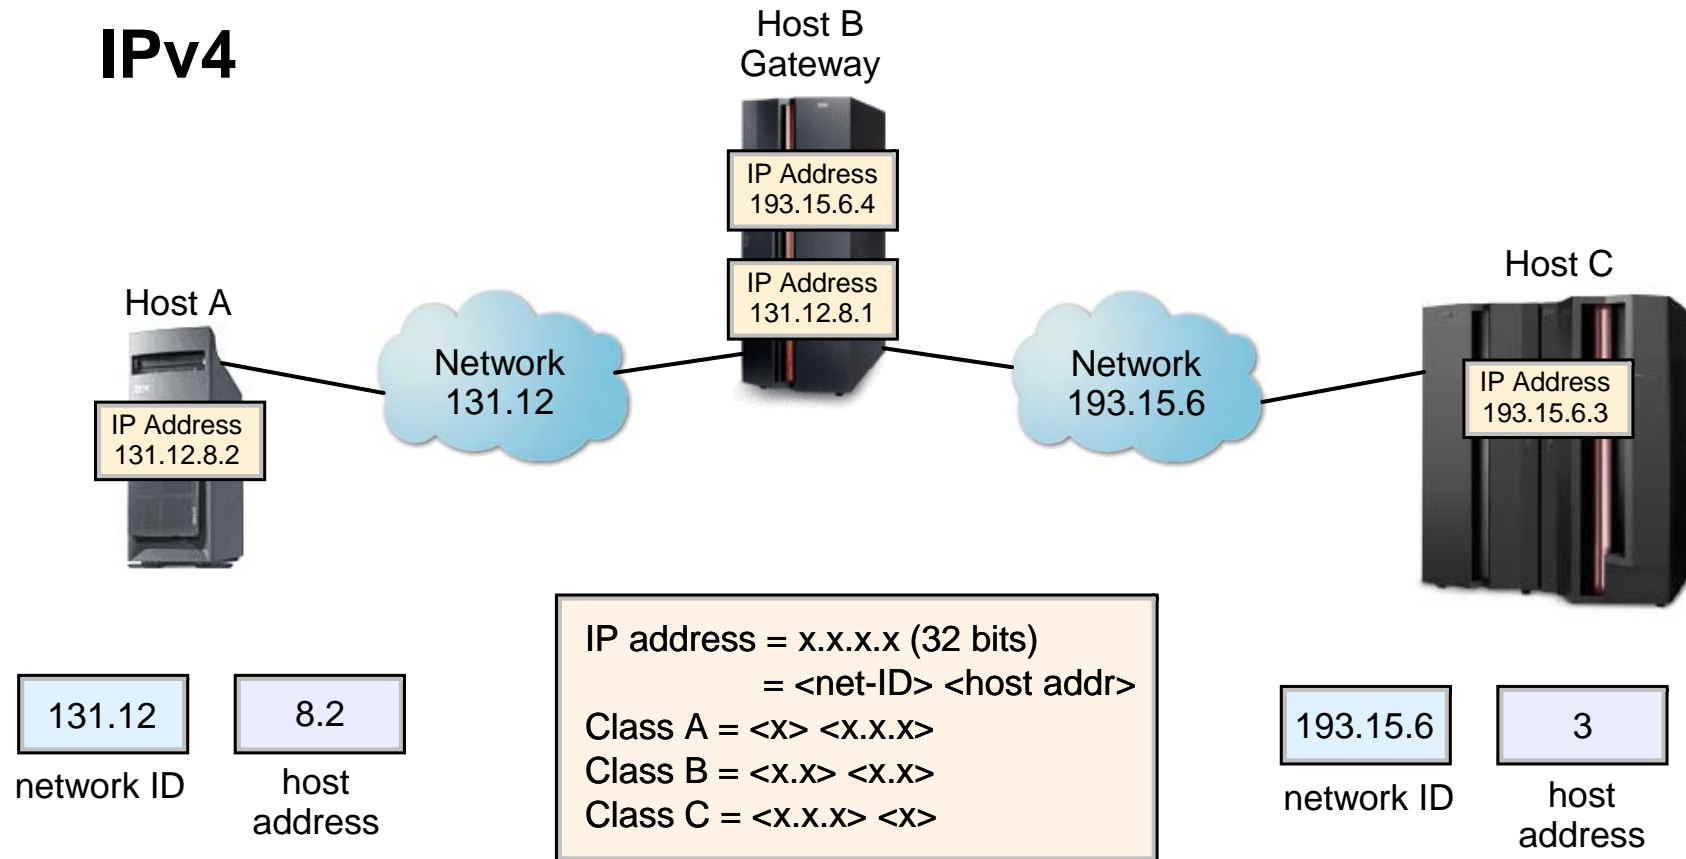 IPv4
Host B
Gateway
IP Address
193.15.6.4
IP Address
131.12.8.1
Host A
Network
131.12
IP Address
131.12.8.2
Network
193.15.6
Host C
IP Address
193.15.6.3
131.12
network ID
8.2
host
address
IP address = x.x.x.x (32 bits)
= <net-ID> <host addr>
Class A = <x> <x.x.x>
Class B = <x.x> <x.x>
Class C = <x.x.x> <x>
193.15.6
network ID
3
host
address